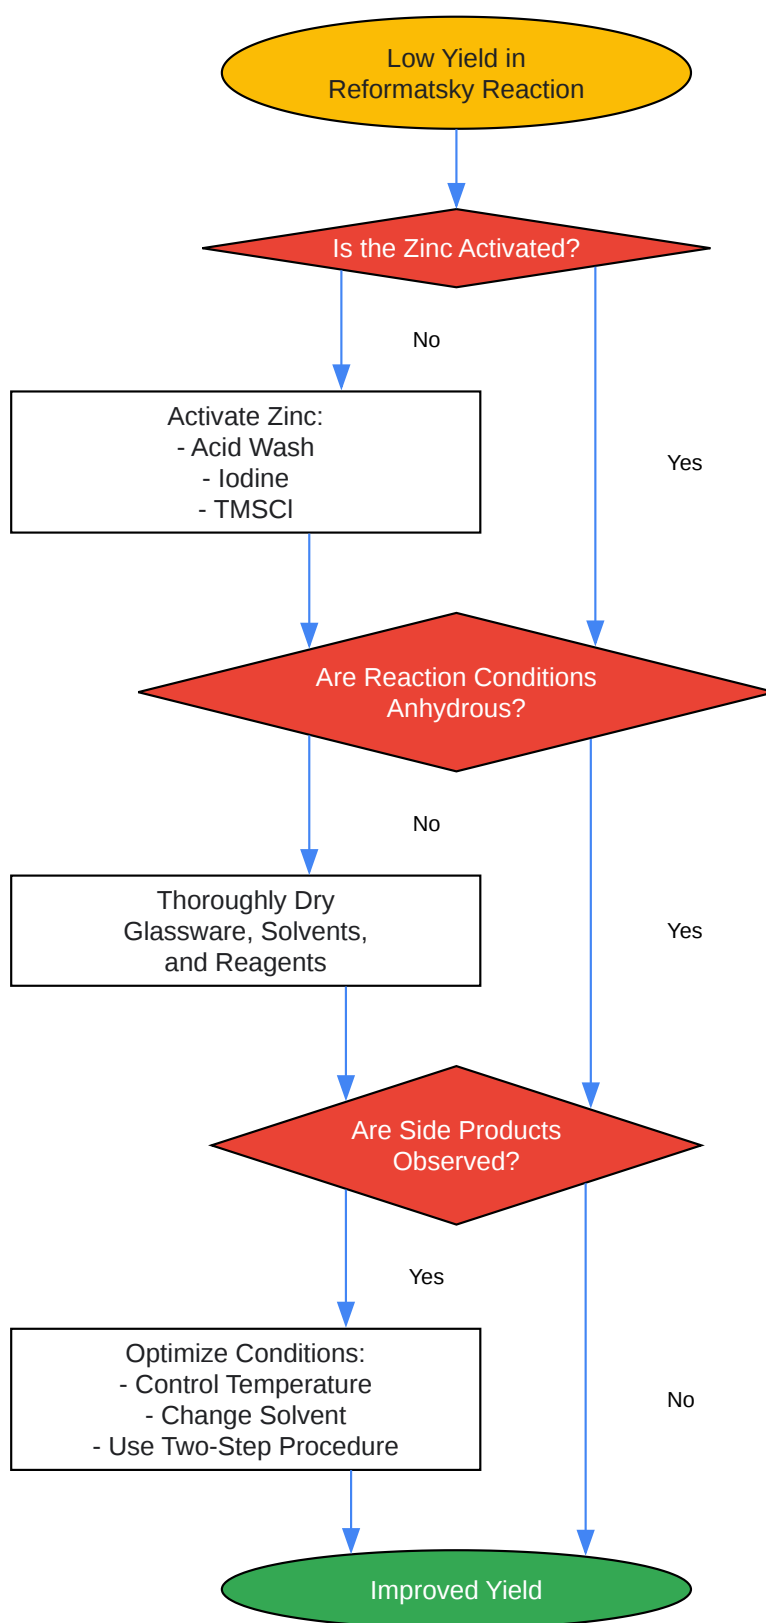 Low Yield in
Reformatsky Reaction
Is the Zinc Activated?
No
Activate Zinc:
- Acid Wash
- Iodine
- TMSCl
Yes
Are Reaction Conditions
Anhydrous?
No
Thoroughly Dry
Glassware, Solvents,
and Reagents
Yes
Are Side Products
Observed?
Yes
Optimize Conditions:
- Control Temperature
- Change Solvent
- Use Two-Step Procedure
No
Improved Yield